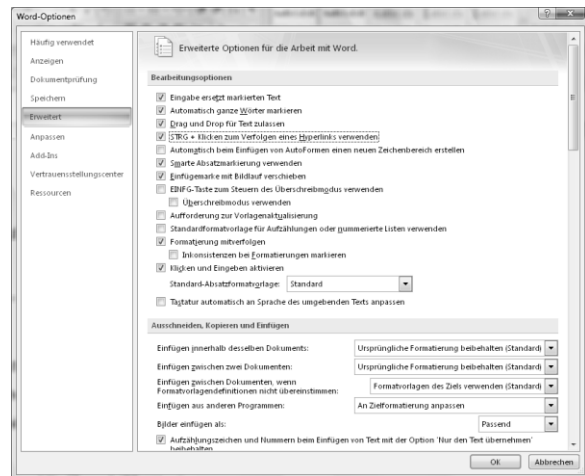 Word-Optionen
Häufig verwendet
Anzeigen
Dokumentprüfung
Speichern
Erweitert
Anpassen
Add-Ins
Vertrauensstellungscenter
Ressourcen
Erweiterte Optionen für die Arbeit mit Word.
Bearbeitungsoptionen
Eingabe ersetzt markierten Text
Automatisch ganze Wörter markieren
Drag und Drop für Text zulassen
STRG + Klicken zum Verfolgen eines Hyperlinks verwenden
Automatisch beim Einfügen von AutoFormen einen neuen Zeichenbereich erstellen
Smarte Absatzmarkierung verwenden
Einfügemarke mit Bildlauf verschieben
EINFG-Taste zum Steuern des Überschreibmodus verwenden
Überschreibmodus verwenden
Aufforderung zur Vorlagenaktualisierung
Standardformatvorlage für Aufzählungen oder nummerierte Listen verwenden
Formatierung mitverfolgen
Inkonsistenzen bei Formatierungen markieren
Klicken und Eingeben aktivieren
Standard-Absatzformatvorlage: Standard
Tastatur automatisch an Sprache des umgebenden Texts anpassen
Ausschneiden, Kopieren und Einfügen
Einfügen innerhalb desselben Dokuments: Ursprüngliche Formatierung beibehalten (Standard)
Einfügen zwischen zwei Dokumenten: Ursprüngliche Formatierung beibehalten (Standard)
Einfügen zwischen Dokumenten, wenn
Formatvorlagendefinitionen nicht übereinstimmen: Formatvorlagen des Ziels verwenden (Standard)
Einfügen aus anderen Programmen: An Zielformatierung anpassen
Bilder einfügen als: Passend
Aufzählungszeichen und Nummern beim Einfügen von Text mit der Option 'Nur den Text übernehmen'
beibehalten
OK Abbrechen